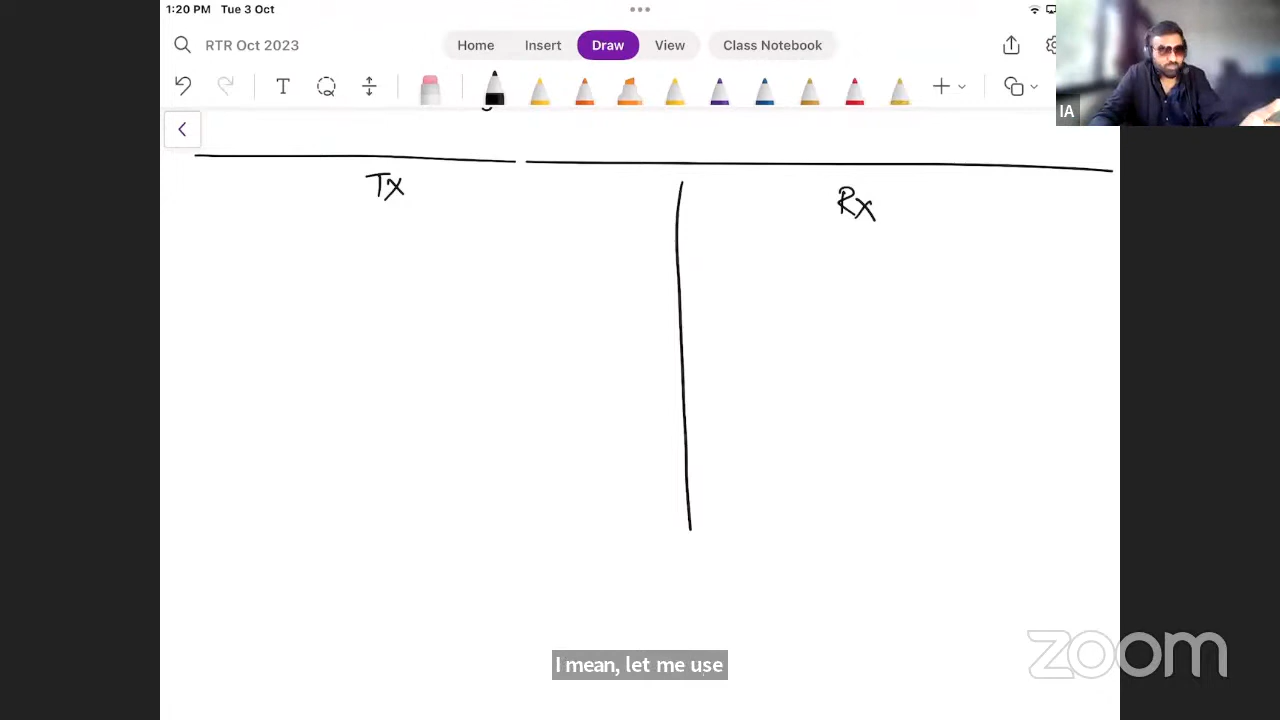 1:20 PM Tue 3 Oct
RTR Oct 2023
Home Insert Draw View Class Notebook
T
IA
Tx
Rx
I mean, let me use
zoom